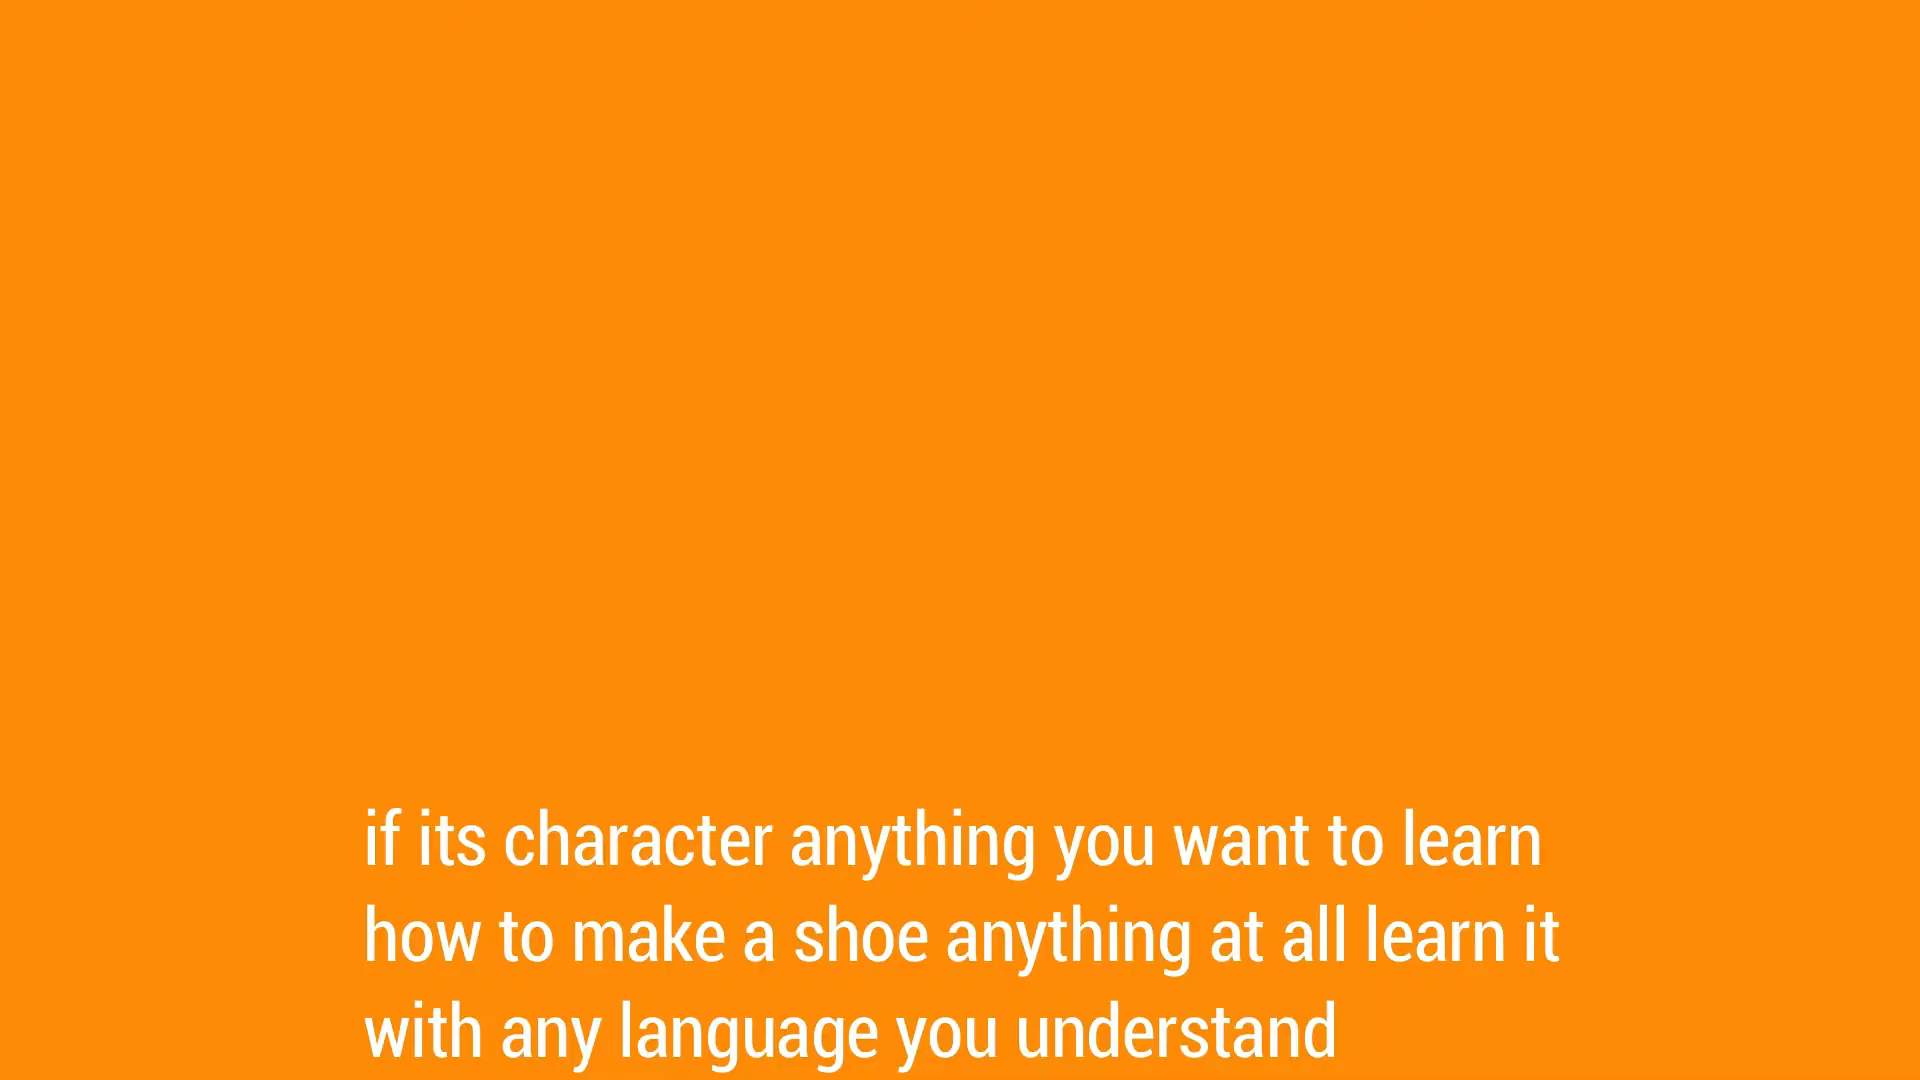 if its character anything you want to learn
how to make a shoe anything at all learn it
with any language you understand